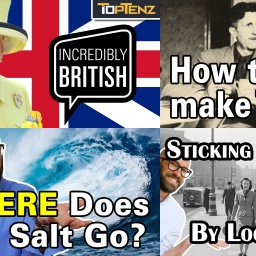 TopTenz
INCREDIBLY
BRITISH
How t
make
ERE Does
Salt Go?
STICKING
BY LO